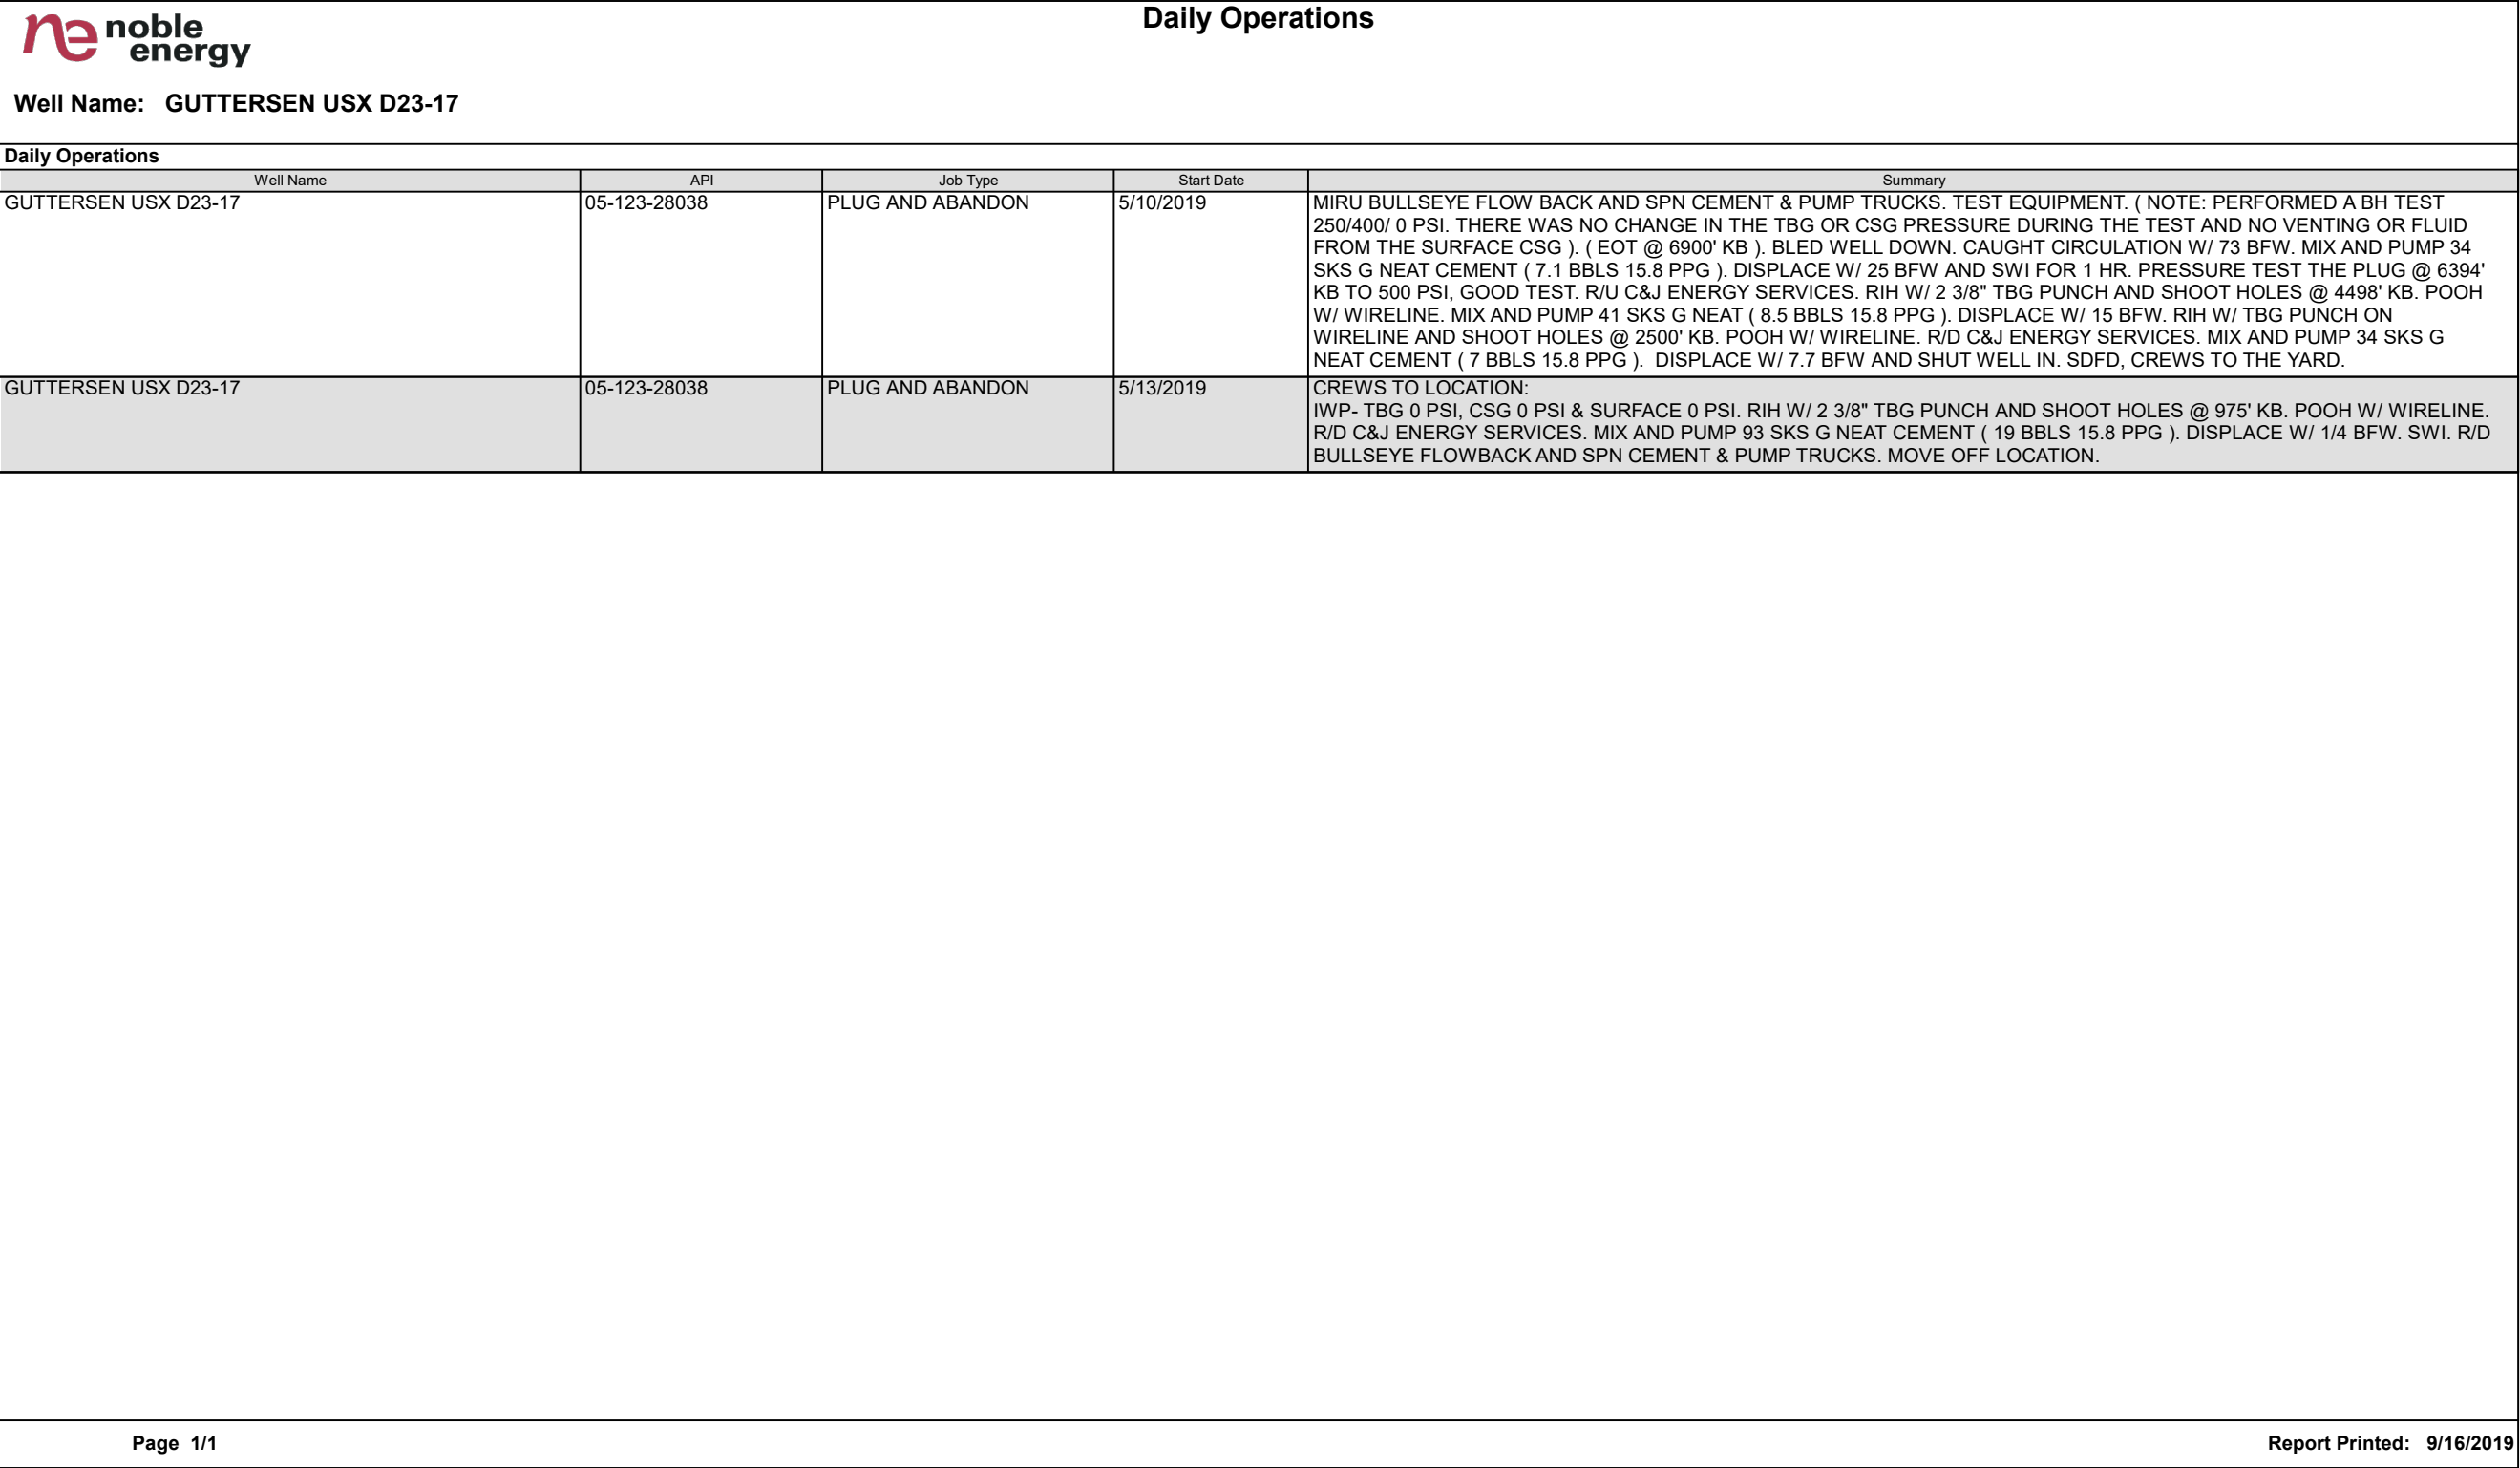 Daily Operations
ne noble energy
Well Name: GUTTERSEN USX D23-17
Daily Operations
Well Name API Job Type Start Date Summary
GUTTERSEN USX D23-17 05-123-28038 PLUG AND ABANDON 5/10/2019 MIRU BULLSEYE FLOW BACK AND SPN CEMENT & PUMP TRUCKS. TEST EQUIPMENT. ( NOTE: PERFORMED A BH TEST
250/400/ 0 PSI. THERE WAS NO CHANGE IN THE TBG OR CSG PRESSURE DURING THE TEST AND NO VENTING OR FLUID
FROM THE SURFACE CSG ). ( EOT @ 6900' KB ). BLED WELL DOWN. CAUGHT CIRCULATION W/ 73 BFW. MIX AND PUMP 34
SKS G NEAT CEMENT ( 7.1 BBLS 15.8 PPG ). DISPLACE W/ 25 BFW AND SWI FOR 1 HR. PRESSURE TEST THE PLUG @ 6394'
KB TO 500 PSI, GOOD TEST. R/U C&J ENERGY SERVICES. RIH W/ 2 3/8" TBG PUNCH AND SHOOT HOLES @ 4498' KB. POOH
W/ WIRELINE. MIX AND PUMP 41 SKS G NEAT ( 8.5 BBLS 15.8 PPG ). DISPLACE W/ 15 BFW. RIH W/ TBG PUNCH ON
WIRELINE AND SHOOT HOLES @ 2500' KB. POOH W/ WIRELINE. R/D C&J ENERGY SERVICES. MIX AND PUMP 34 SKS G
NEAT CEMENT ( 7 BBLS 15.8 PPG ).  DISPLACE W/ 7.7 BFW AND SHUT WELL IN. SDFD, CREWS TO THE YARD.
GUTTERSEN USX D23-17 05-123-28038 PLUG AND ABANDON 5/13/2019 CREWS TO LOCATION:
IWP- TBG 0 PSI, CSG 0 PSI & SURFACE 0 PSI. RIH W/ 2 3/8" TBG PUNCH AND SHOOT HOLES @ 975' KB. POOH W/ WIRELINE.
R/D C&J ENERGY SERVICES. MIX AND PUMP 93 SKS G NEAT CEMENT ( 19 BBLS 15.8 PPG ). DISPLACE W/ 1/4 BFW. SWI. R/D
BULLSEYE FLOWBACK AND SPN CEMENT & PUMP TRUCKS. MOVE OFF LOCATION.
Page 1/1 Report Printed: 9/16/2019